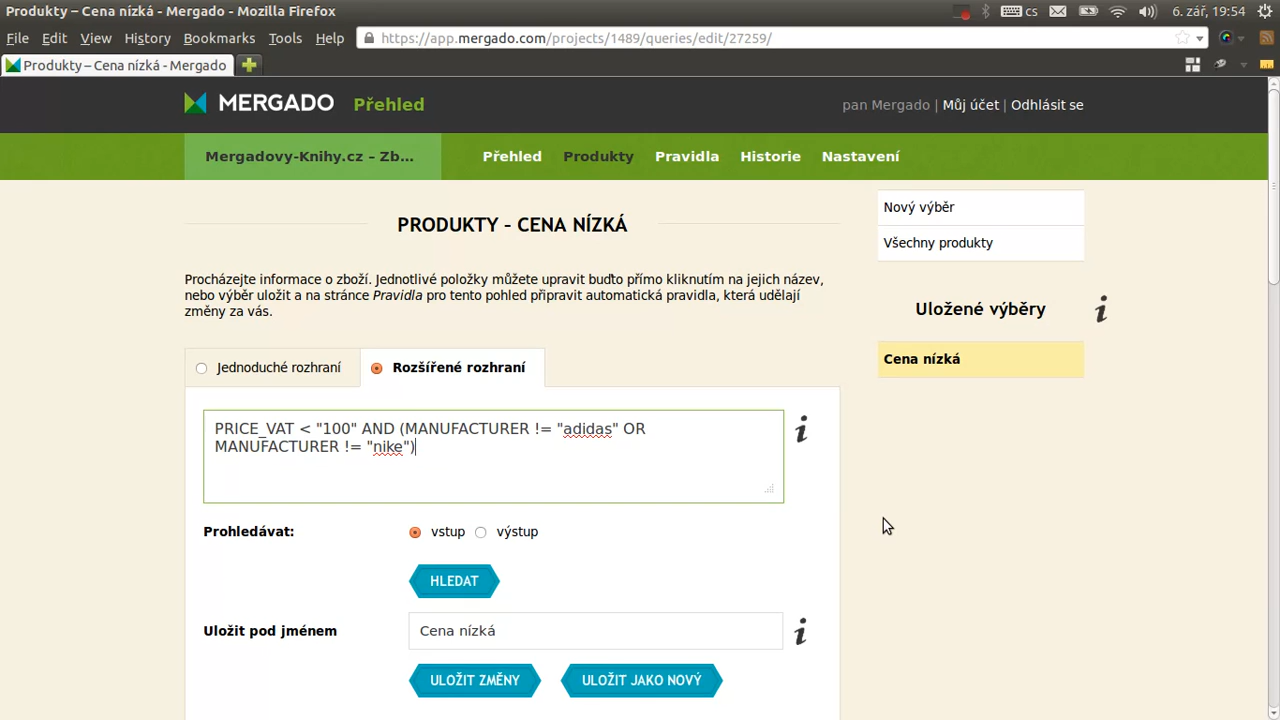 Produkty – Cena nízká - Mergado - Mozilla Firefox
cs
6. zář, 19:54
File Edit View History Bookmarks Tools Help
https://app.mergado.com/projects/1489/queries/edit/27259/
Produkty – Cena nízká - Mergado
MERGADO Přehled
pan Mergado | Můj účet | Odhlásit se
Mergadovy-Knihy.cz – Zb...
Přehled Produkty Pravidla Historie Nastavení
PRODUKTY – CENA NÍZKÁ
Procházejte informace o zboží. Jednotlivé položky můžete upravit buďto přímo kliknutím na jejich název,
nebo výběr uložit a na stránce Pravidla pro tento pohled připravit automatická pravidla, která udělají
změny za vás.
Nový výběr
Všechny produkty
Uložené výběry
i
Cena nízká
Jednoduché rozhraní
Rozšířené rozhraní
PRICE_VAT < "100" AND (MANUFACTURER != "adidas" OR
MANUFACTURER != "nike")
i
Prohledávat:
vstup
výstup
HLEDAT
Uložit pod jménem
Cena nízká
i
ULOŽIT ZMĚNY
ULOŽIT JAKO NOVÝ